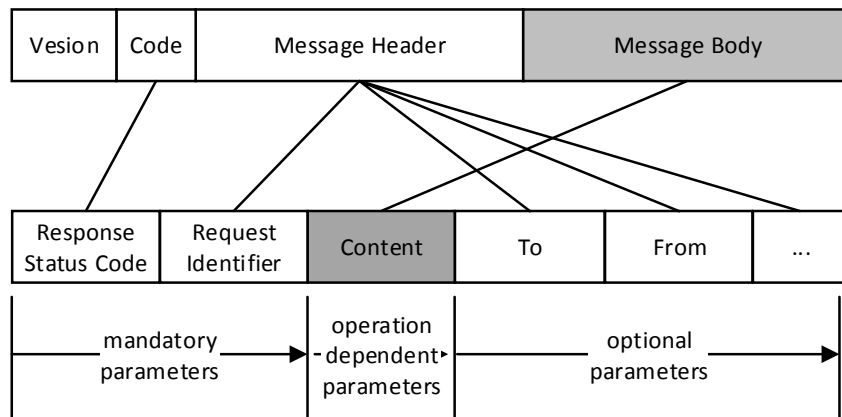 Vesion Code Message Header Message Body
Response
Status Code
Request
Identifier
Content
To
From
...
mandatory
parameters
operation
dependent
parameters
optional
parameters